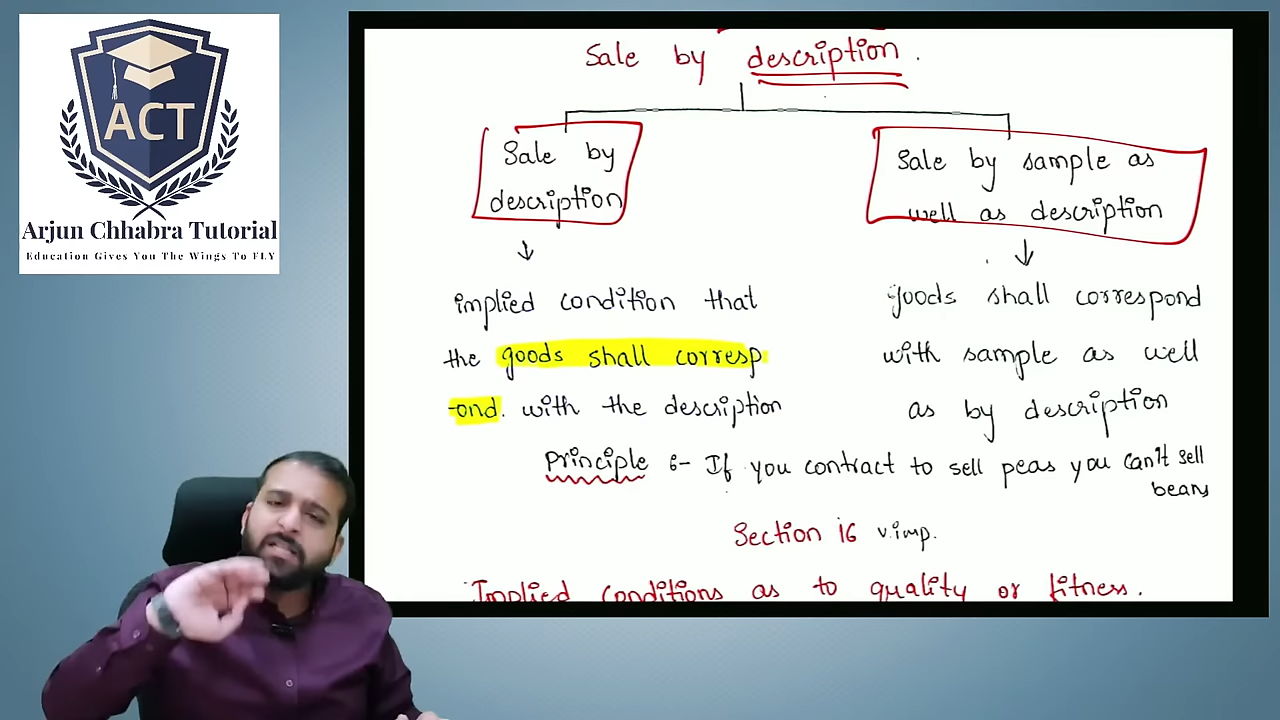 ACT
Arjun Chhabra Tutorial
Education Gives You The Wings To FLY
Sale by description.
Sale by
description
implied condition that
the goods shall corresp
-ond. with the description
Sale by sample as
well as description
goods shall correspond
with sample as well
as by description
Principle :- If you contract to sell peas you can't sell
beans
Section 16 v.imp.
Implied conditions as to quality or fitness.